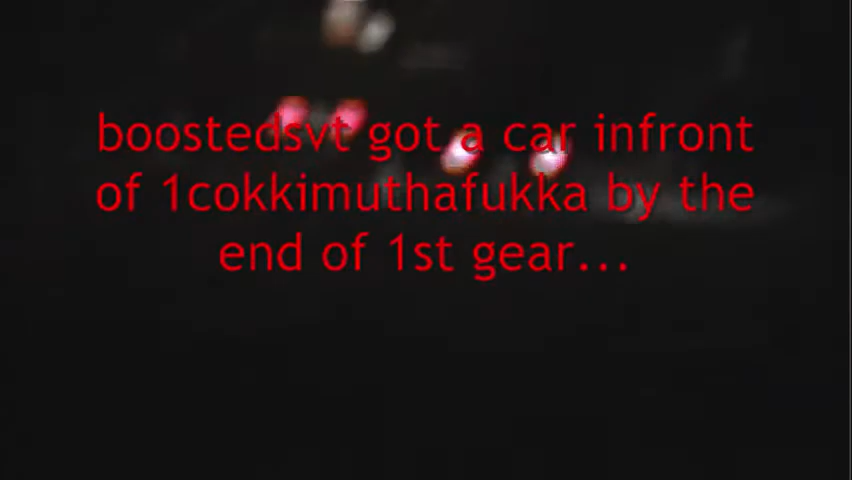 boostedsvt got a car infront
of 1cokkimuthafukka by the
end of 1st gear...